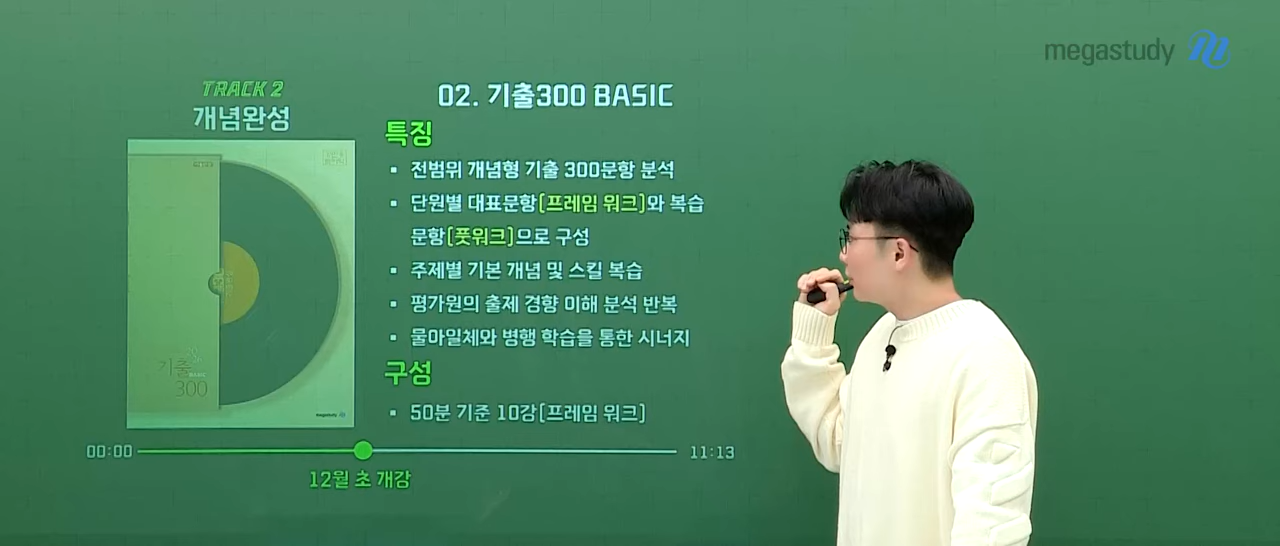 megastudy
TRACK 2
개념완성
02. 기출300 BASIC
특징
▪ 전범위 개념형 기출 300문항 분석
▪ 단원별 대표문항[프레임 워크]와 복습
문항[풋워크]으로 구성
▪ 주제별 기본 개념 및 스킬 복습
▪ 평가원의 출제 경향 이해 분석 반복
▪ 물아일체와 병행 학습을 통한 시너지
구성
▪ 50분 기준 10강[프레임 워크]
기출
BASIC
300
megastudy
00:00
11:13
12월 초 개강